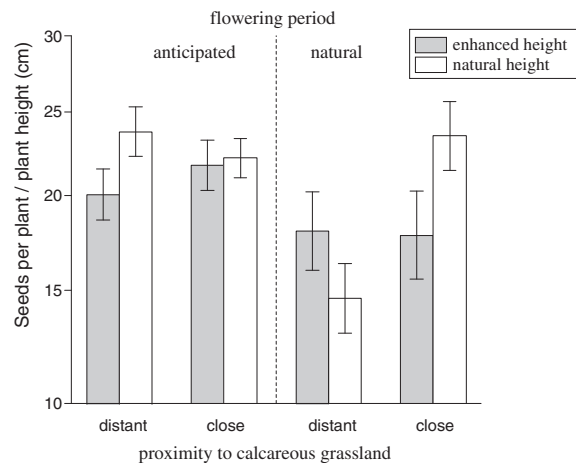 flowering period
anticipated
natural
enhanced height
natural height
Seeds per plant / plant height (cm)
30
25
20
15
10
distant
close
distant
close
proximity to calcareous grassland